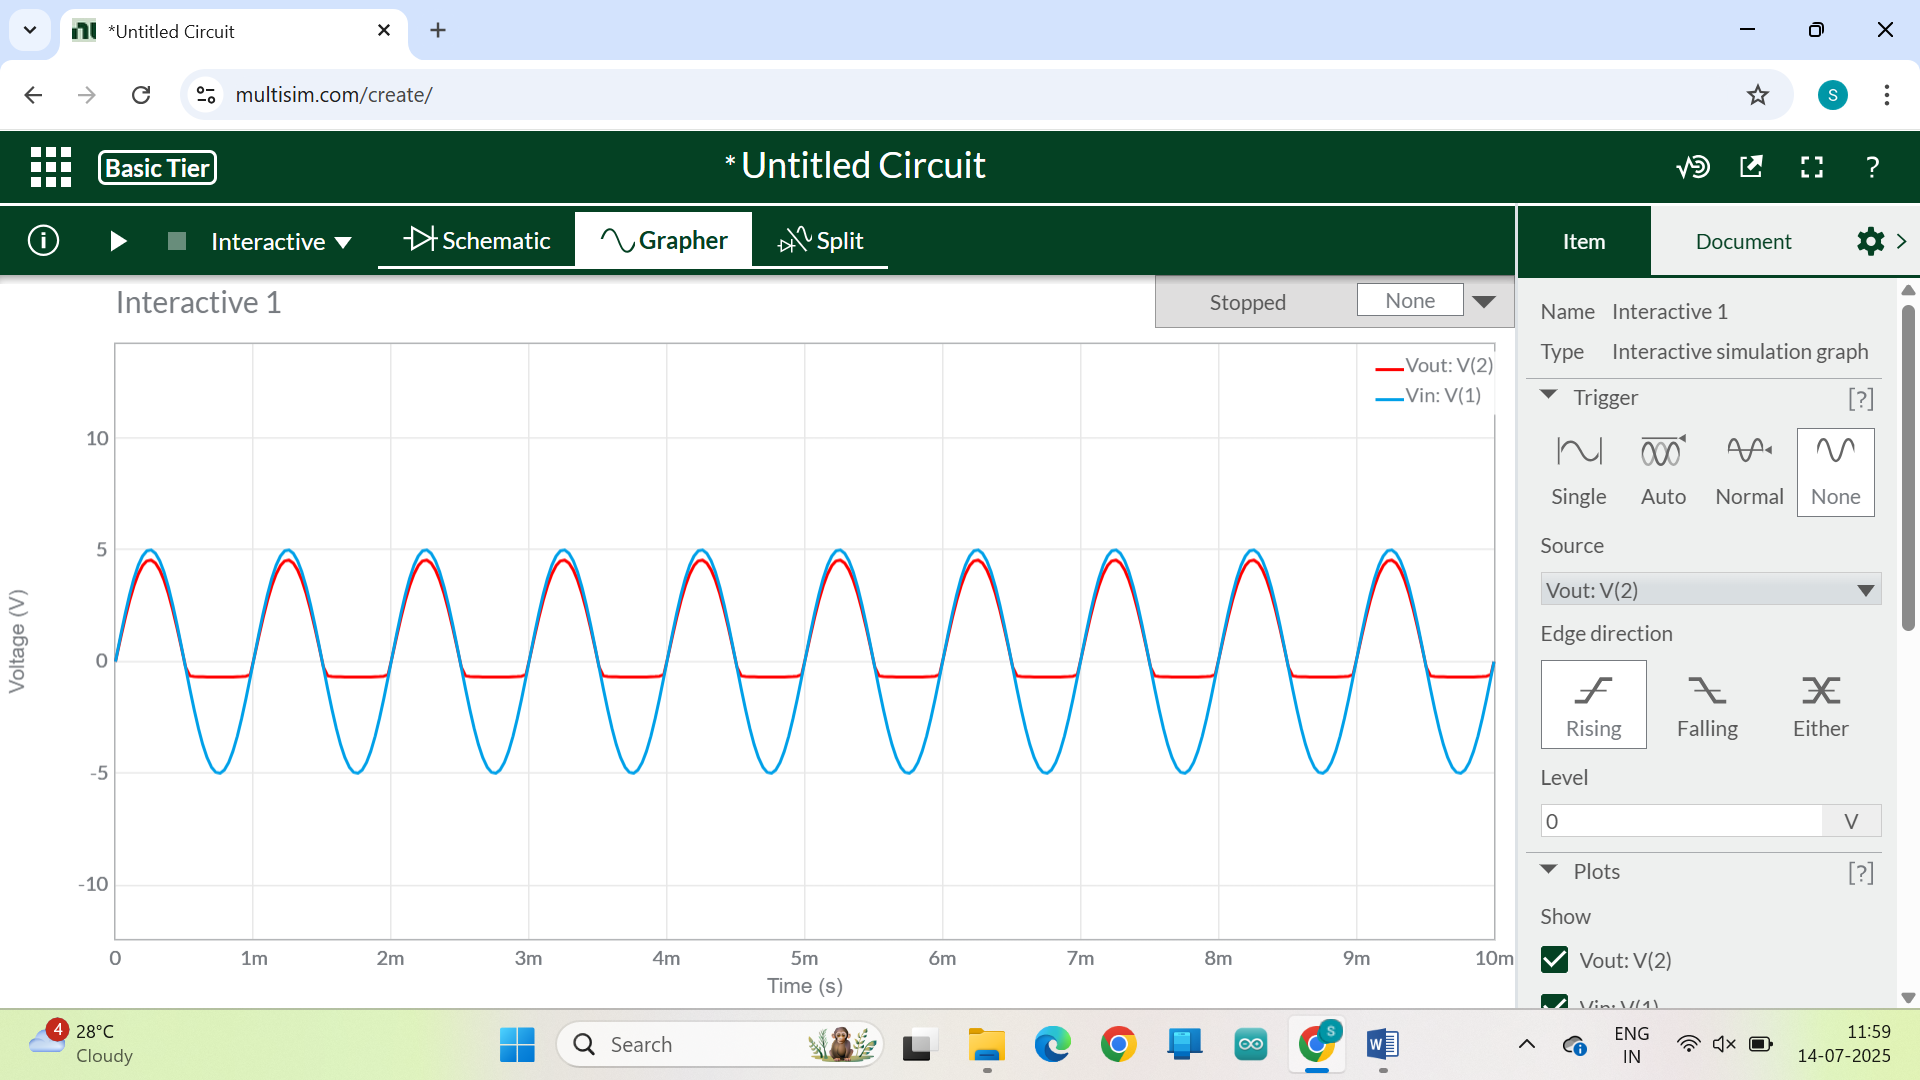 *Untitled Circuit
multisim.com/create/
S
Basic Tier
*Untitled Circuit
?
Interactive
Schematic
Grapher
Split
Item
Document
Interactive 1
Stopped
None
Vout: V(2)
Vin: V(1)
10
5
0
-5
-10
Voltage (V)
0 1m 2m 3m 4m 5m 6m 7m 8m 9m 10m
Time (s)
Name Interactive 1
Type Interactive simulation graph
Trigger [?]
Single Auto Normal None
Source
Vout: V(2)
Edge direction
Rising Falling Either
Level
0 V
Plots [?]
Show
Vout: V(2)
Vin: V(1)
4
28°C
Cloudy
Search
S
W
ENG
IN
11:59
14-07-2025